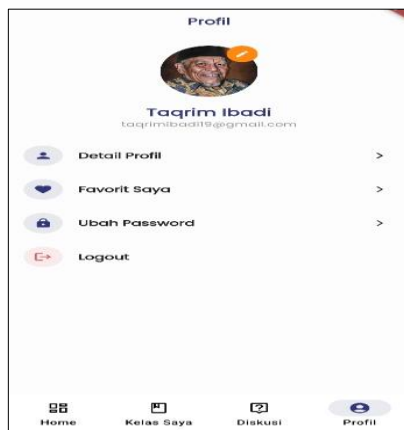 Profil
Taqrim Ibadi
taqrimibadi19@gmail.com
Detail Profil >
Favorit Saya >
Ubah Password >
Logout
Home Kelas Saya Diskusi Profil